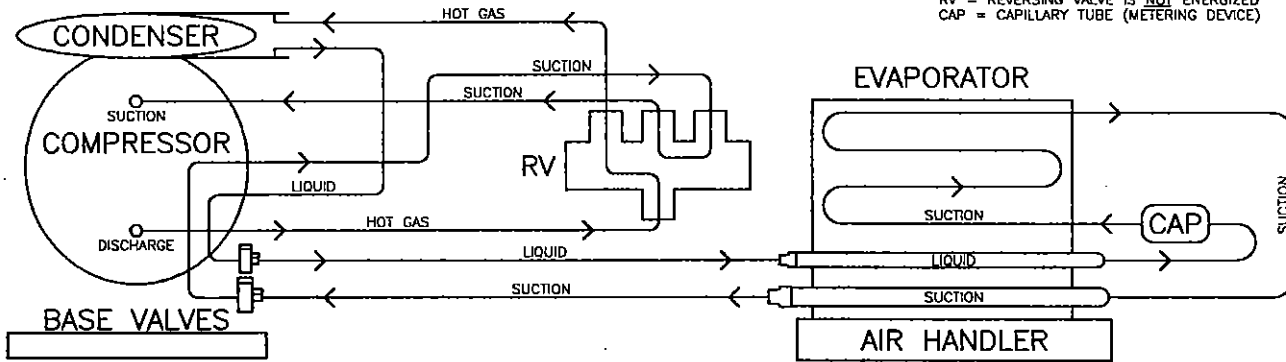 RV = REVERSING VALVE IS NOT ENERGIZED
CAP = CAPILLARY TUBE (METERING DEVICE)
HOT GAS
CONDENSER
SUCTION
EVAPORATOR
SUCTION
SUCTION
COMPRESSOR
RV
LIQUID
SUCTION
SUCTION
CAP
HOT GAS
DISCHARGE
LIQUID
LIQUID
SUCTION
SUCTION
BASE VALVES
AIR HANDLER